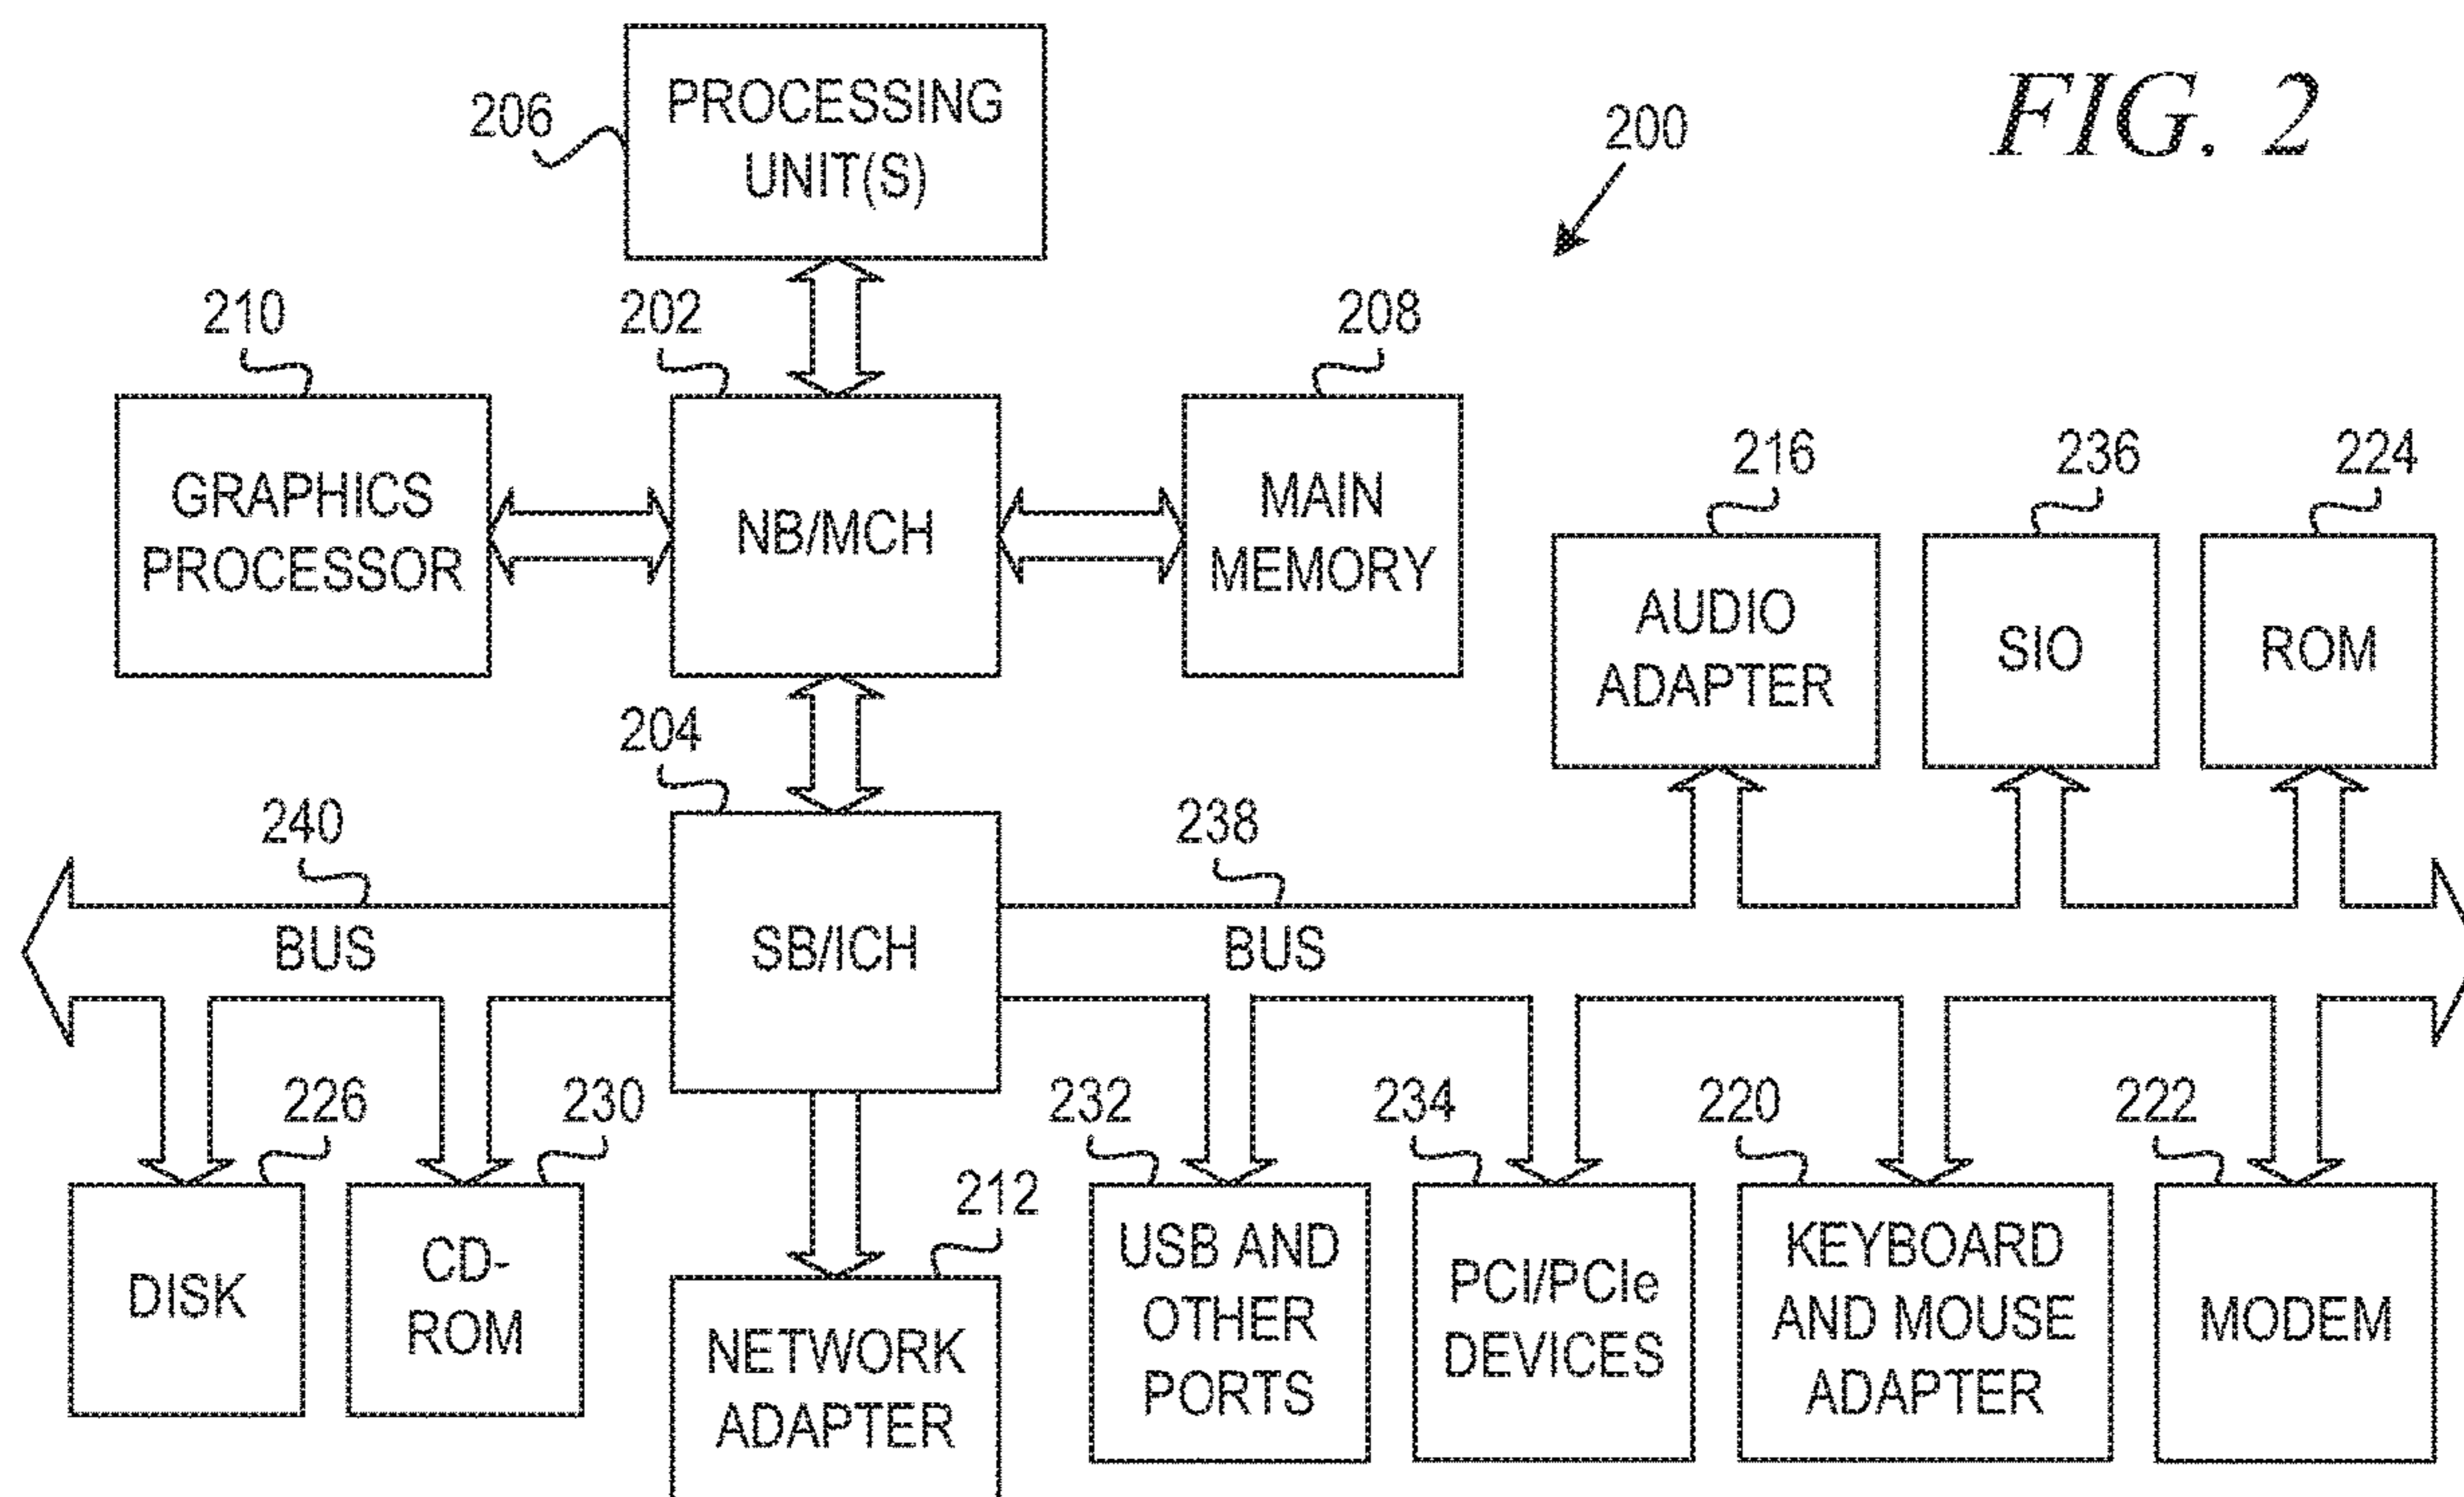 FIG. 2
200
206
PROCESSING
UNIT(S)
210
202
208
GRAPHICS
PROCESSOR
NB/MCH
MAIN
MEMORY
216
236
224
AUDIO
ADAPTER
SIO
ROM
204
240
238
BUS
SB/ICH
BUS
226
230
212
232
234
220
222
DISK
CD-
ROM
NETWORK
ADAPTER
USB AND
OTHER
PORTS
PCI/PCIe
DEVICES
KEYBOARD
AND MOUSE
ADAPTER
MODEM